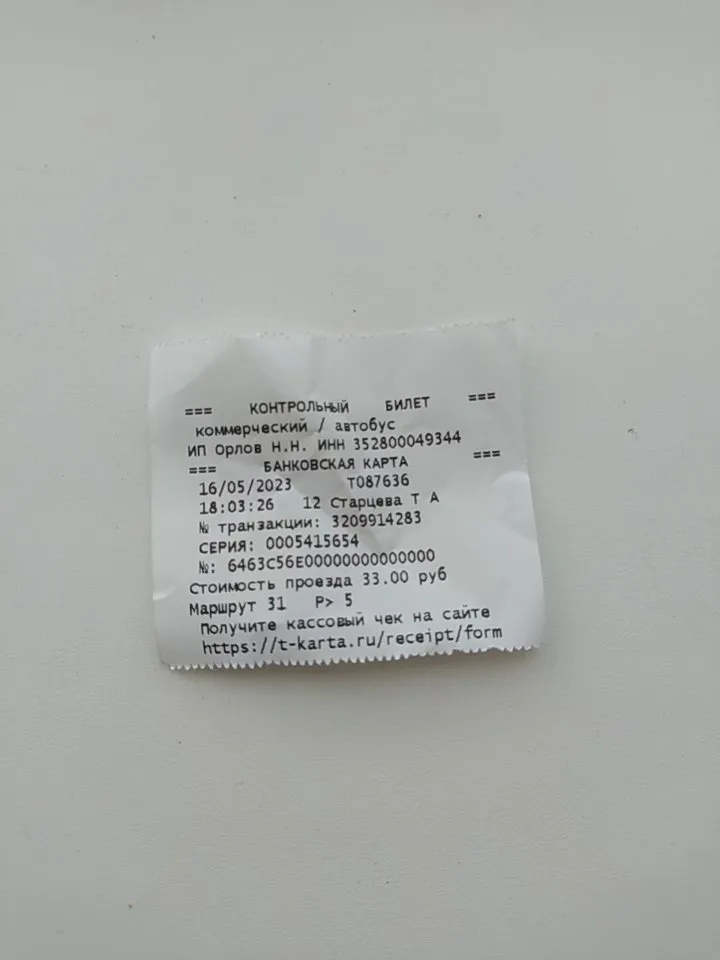 === КОНТРОЛЬНЫЙ БИЛЕТ ===
коммерческий / автобус
ИП Орлов Н.Н. ИНН 352800049344
=== БАНКОВСКАЯ КАРТА ===
16/05/2023 Т087636
18:03:26 12 Старцева Т А
№ транзакции: 3209914283
СЕРИЯ: 0005415654
№: 6463C56E00000000000000
Стоимость проезда 33.00 руб
Маршрут 31 Р> 5
Получите кассовый чек на сайте
https://t-karta.ru/receipt/form